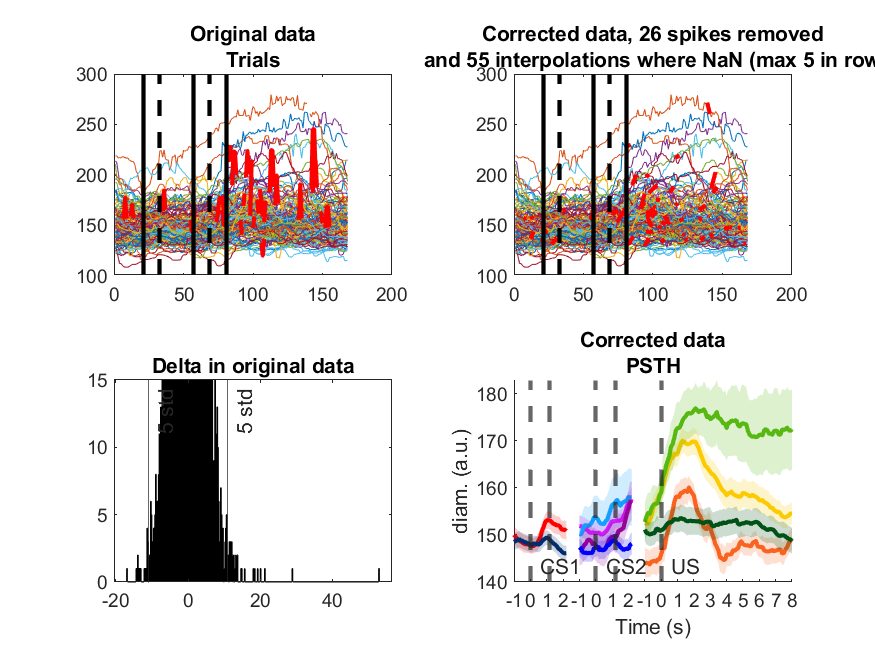 Original data
Trials
300
250
200
150
100
0 50 100 150 200
Corrected data, 26 spikes removed
and 55 interpolations where NaN (max 5 in row
300
250
200
150
100
0 50 100 150 200
Delta in original data
15
10
5
0
5 std
5 std
-20 0 20 40
Corrected data
PSTH
diam. (a.u.)
180
170
160
150
140
CS1 CS2 US
-1 0 1 2 -1 0 1 2 -1 0 1 2 3 4 5 6 7 8
Time (s)